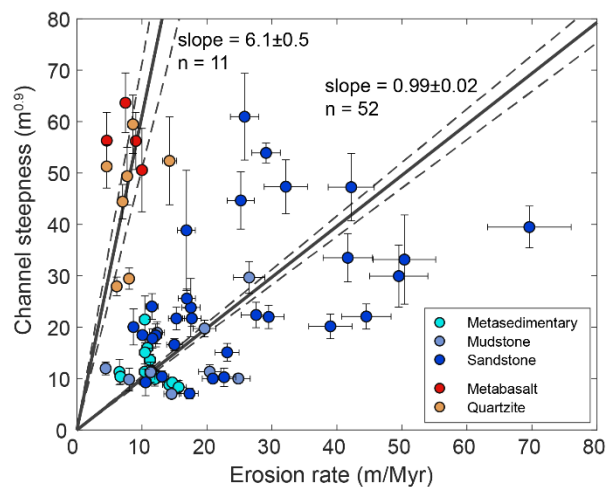 80
70
60
50
40
30
20
10
0
Channel steepness (m^0.9)
slope = 6.1±0.5
n = 11
slope = 0.99±0.02
n = 52
Metasedimentary
Mudstone
Sandstone
Metabasalt
Quartzite
0 10 20 30 40 50 60 70 80
Erosion rate (m/Myr)